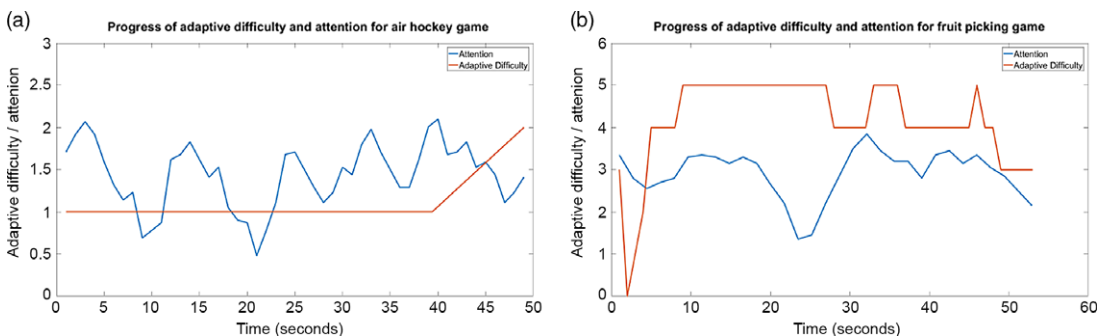 (a)
Progress of adaptive difficulty and attention for air hockey game
Attention
Adaptive Difficulty
Adaptive difficulty / attenion
3
2.5
2
1.5
1
0.5
0
0 5 10 15 20 25 30 35 40 45 50
Time (seconds)
(b)
Progress of adaptive difficulty and attention for fruit picking game
Attention
Adaptive Difficulty
Adaptive difficulty / attenion
6
5
4
3
2
1
0
0 10 20 30 40 50 60
Time (seconds)